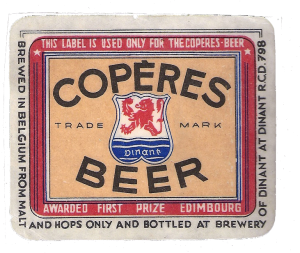 THIS LABEL IS USED ONLY FOR THE COPERES-BEER
COPÈRES
TRADE MARK
Dinant
BEER
AWARDED FIRST PRIZE EDIMBOURG
BREWED IN BELGIUM FROM MALT
AND HOPS ONLY AND BOTTLED AT BREWERY
OF DINANT AT DINANT R.C.D. 798